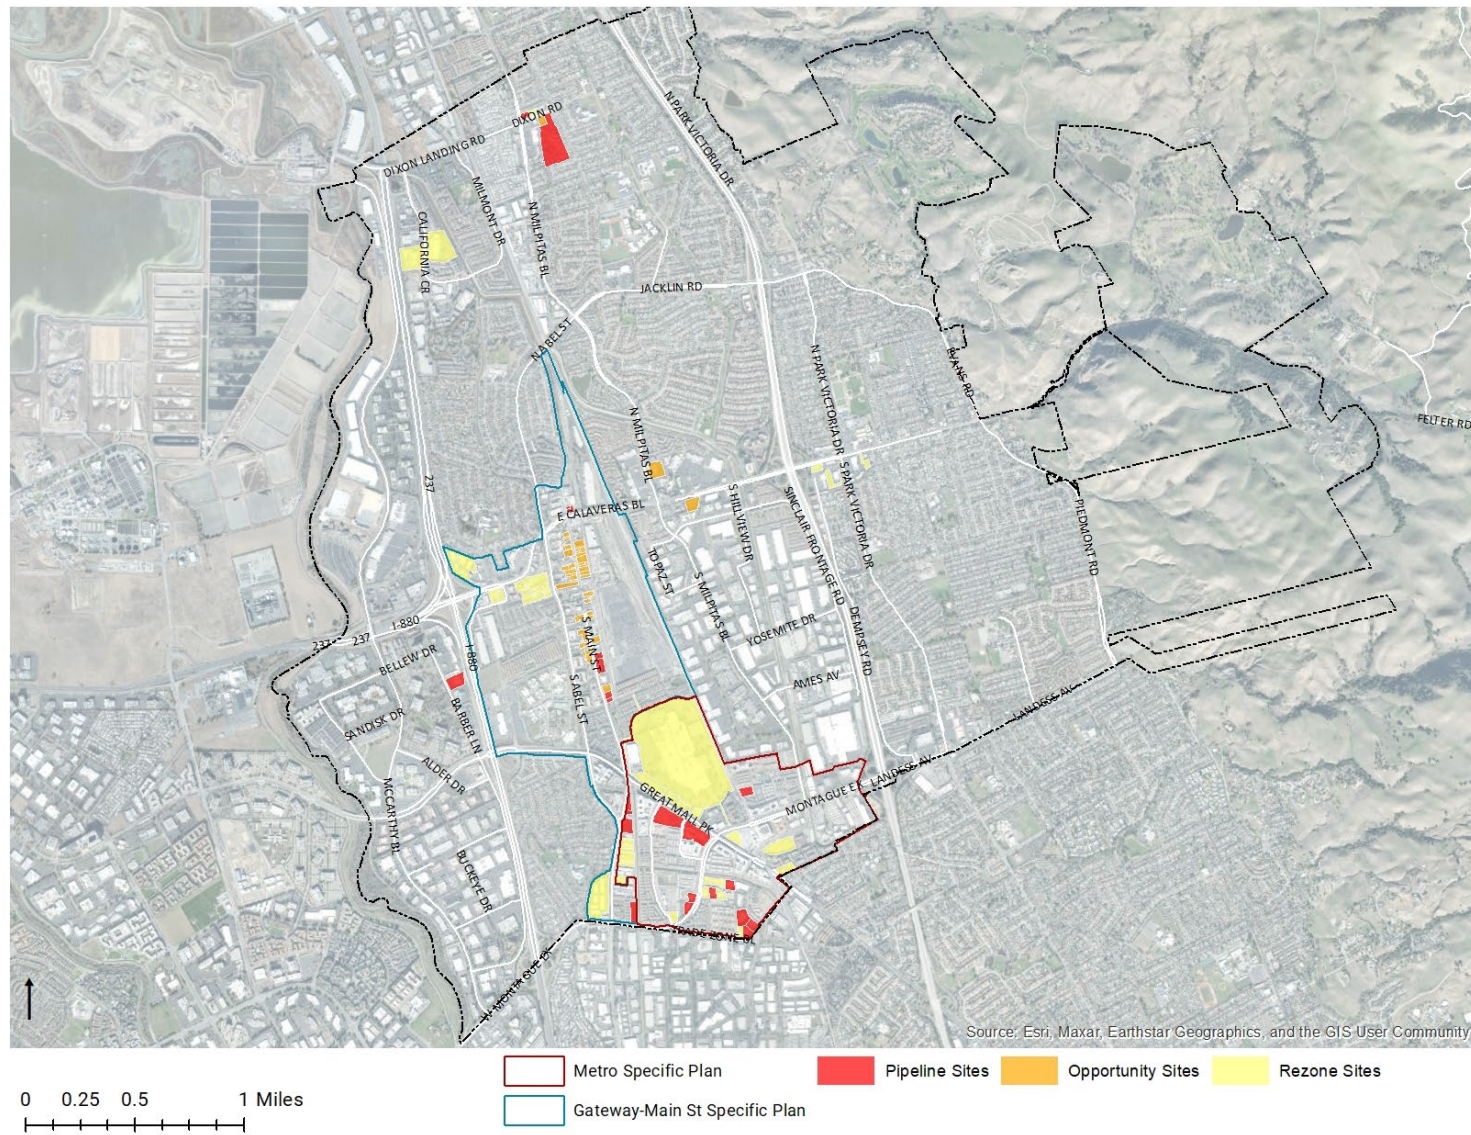 N PARK VICTORIA DR
DIXON RD
DIXON LANDING RD
MILMONT DR
CALIFORNIA CR
N MILPITAS BL
JACKLIN RD
N ABEL ST
N PARK VICTORIA DR
EVANS RD
FELTER RD
N MILPITAS BL
237
E CALAVERAS BL
S HILLVIEW DR
SINCLAIR FRONTAGE RD
S PARK VICTORIA DR
PIEDMONT RD
TOPAZ ST
S MILPITAS BL
YOSEMITE DR
DEMPSEY RD
AMES AV
I-880
237
237
I-880
BELLEW DR
S MAIN ST
S ABEL ST
BARBER LN
SANDISK DR
ALDER DR
MCCARTHY BL
LANDESS AV
LANDESS AV
MONTAGUE EX
GREAT MALL PK
BUCKEYE DR
TRADE ZONE BL
W MONTAGUE EX
Source: Esri, Maxar, Earthstar Geographics, and the GIS User Community
0 0.25 0.5 1 Miles
Metro Specific Plan
Gateway-Main St Specific Plan
Pipeline Sites
Opportunity Sites
Rezone Sites